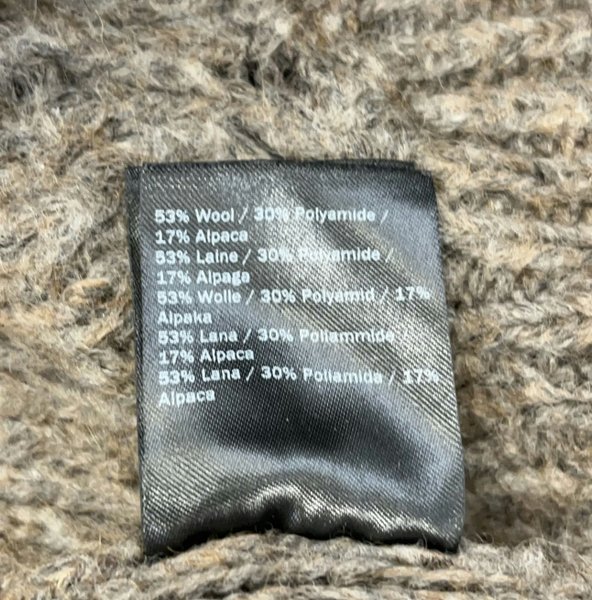 53% Wool / 30% Polyamide /
17% Alpaca
53% Laine / 30% Polyamide /
17% Alpaga
53% Wolle / 30% Polyamid / 17%
Alpaka
53% Lana / 30% Poliammide /
17% Alpaca
53% Lana / 30% Poliamida / 17%
Alpaca